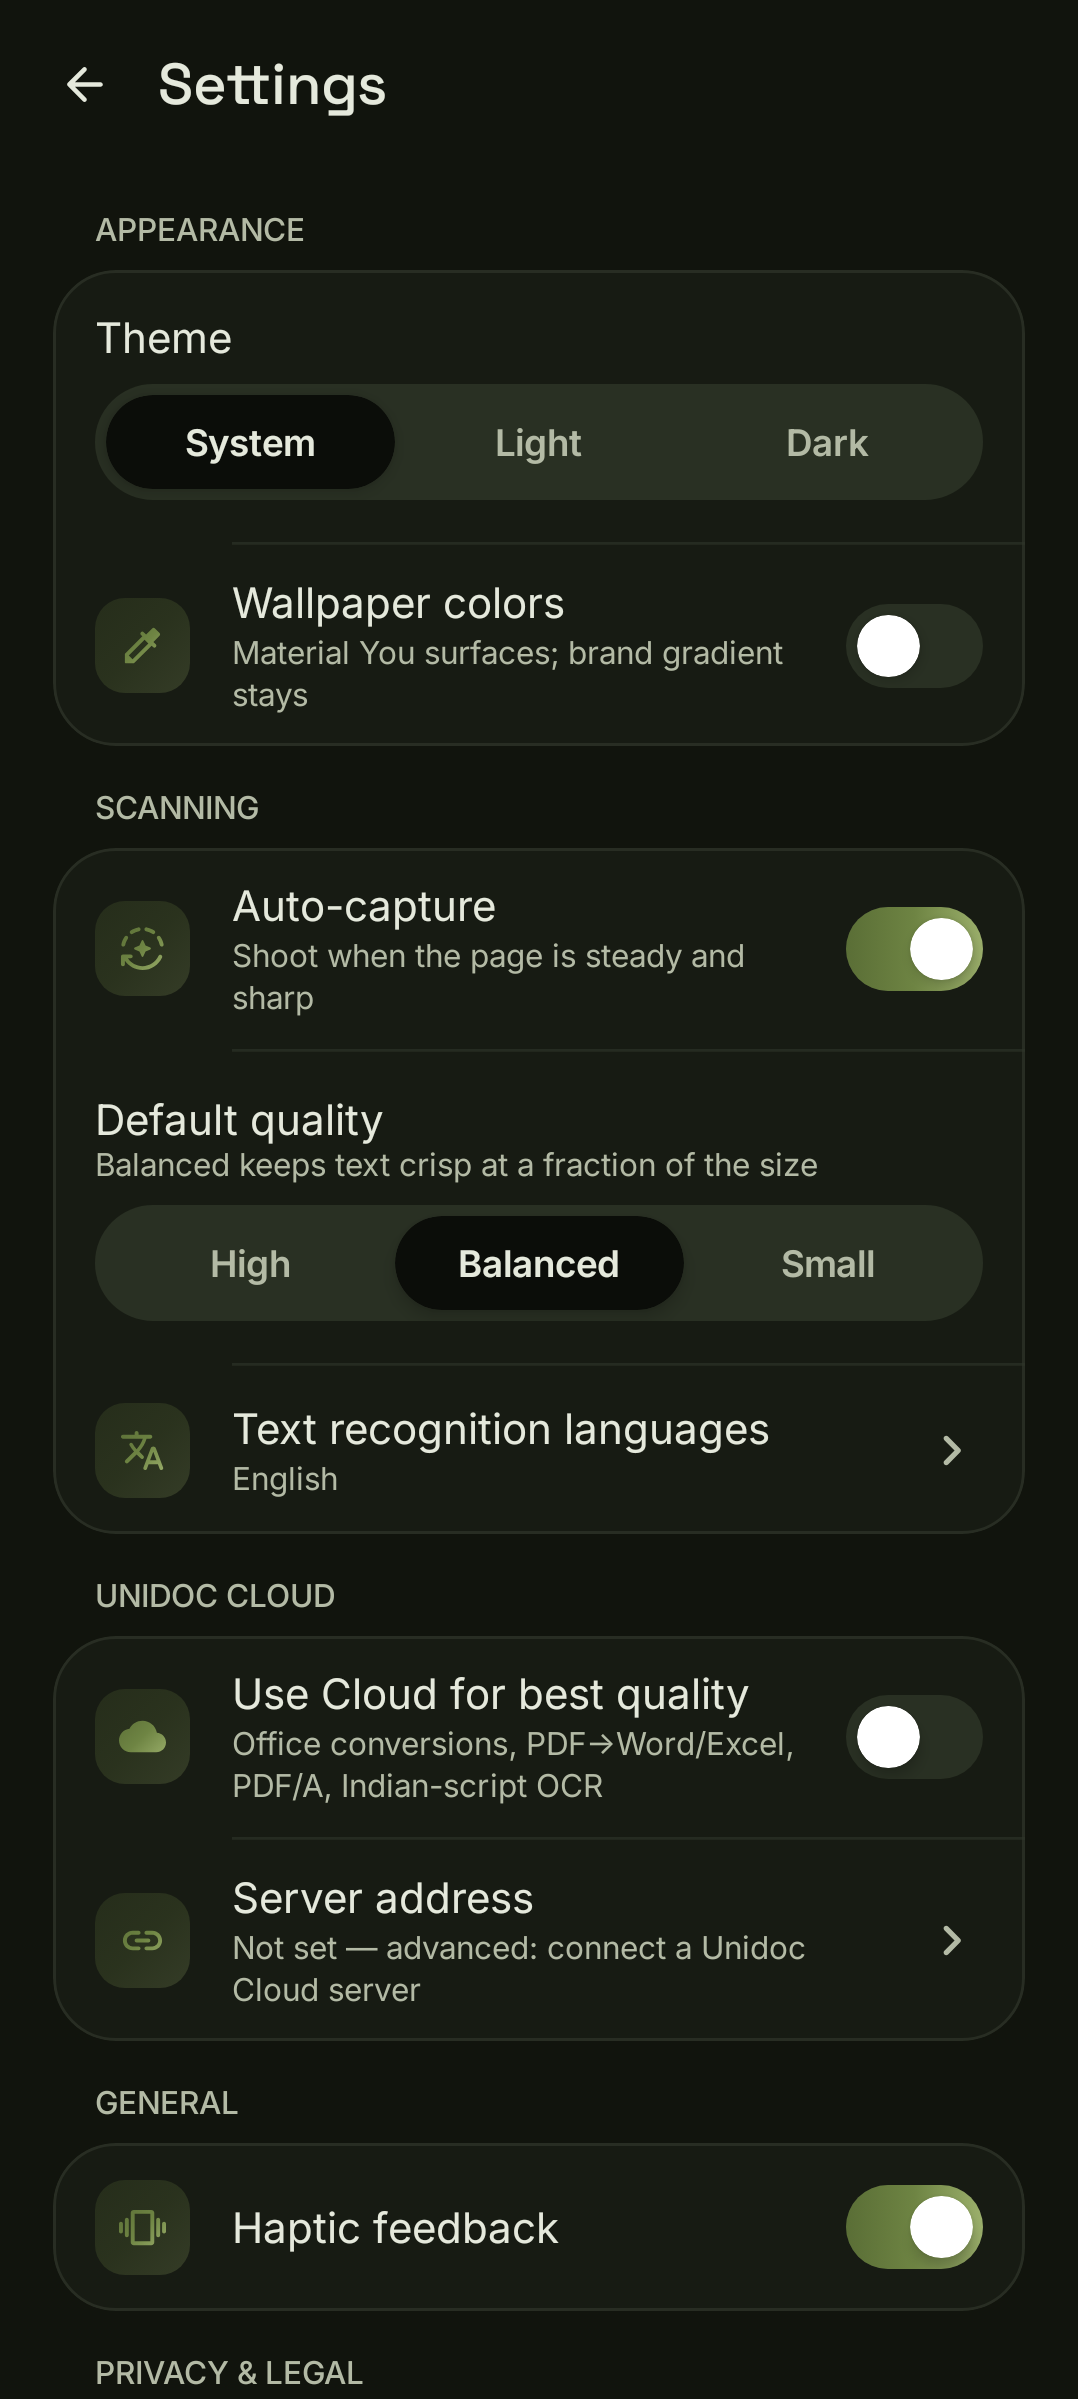 Settings
APPEARANCE
Theme
System Light Dark
Wallpaper colors
Material You surfaces; brand gradient
stays
SCANNING
Auto-capture
Shoot when the page is steady and
sharp
Default quality
Balanced keeps text crisp at a fraction of the size
High Balanced Small
Text recognition languages
English
UNIDOC CLOUD
Use Cloud for best quality
Office conversions, PDF→Word/Excel,
PDF/A, Indian-script OCR
Server address
Not set — advanced: connect a Unidoc
Cloud server
GENERAL
Haptic feedback
PRIVACY & LEGAL